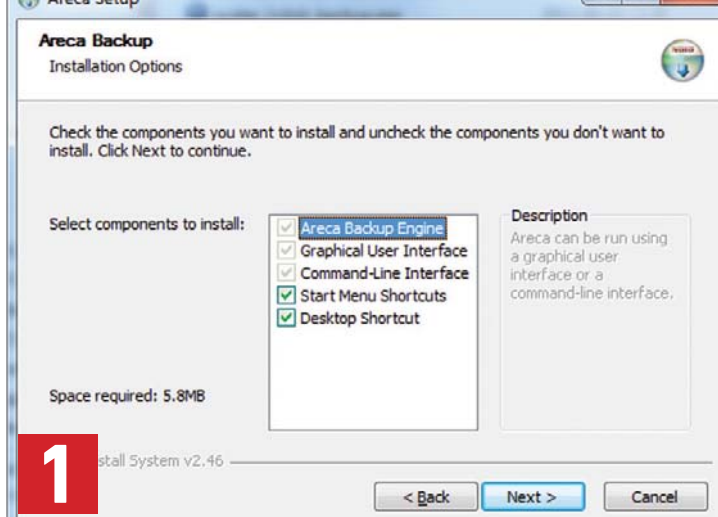 Areca Setup
Areca Backup
Installation Options
Check the components you want to install and uncheck the components you don't want to
install. Click Next to continue.
Select components to install:
Areca Backup Engine
Graphical User Interface
Command-Line Interface
Start Menu Shortcuts
Desktop Shortcut
Description
Areca can be run using
a graphical user
interface or a
command-line interface.
Space required: 5.8MB
stall System v2.46
1
< Back
Next >
Cancel